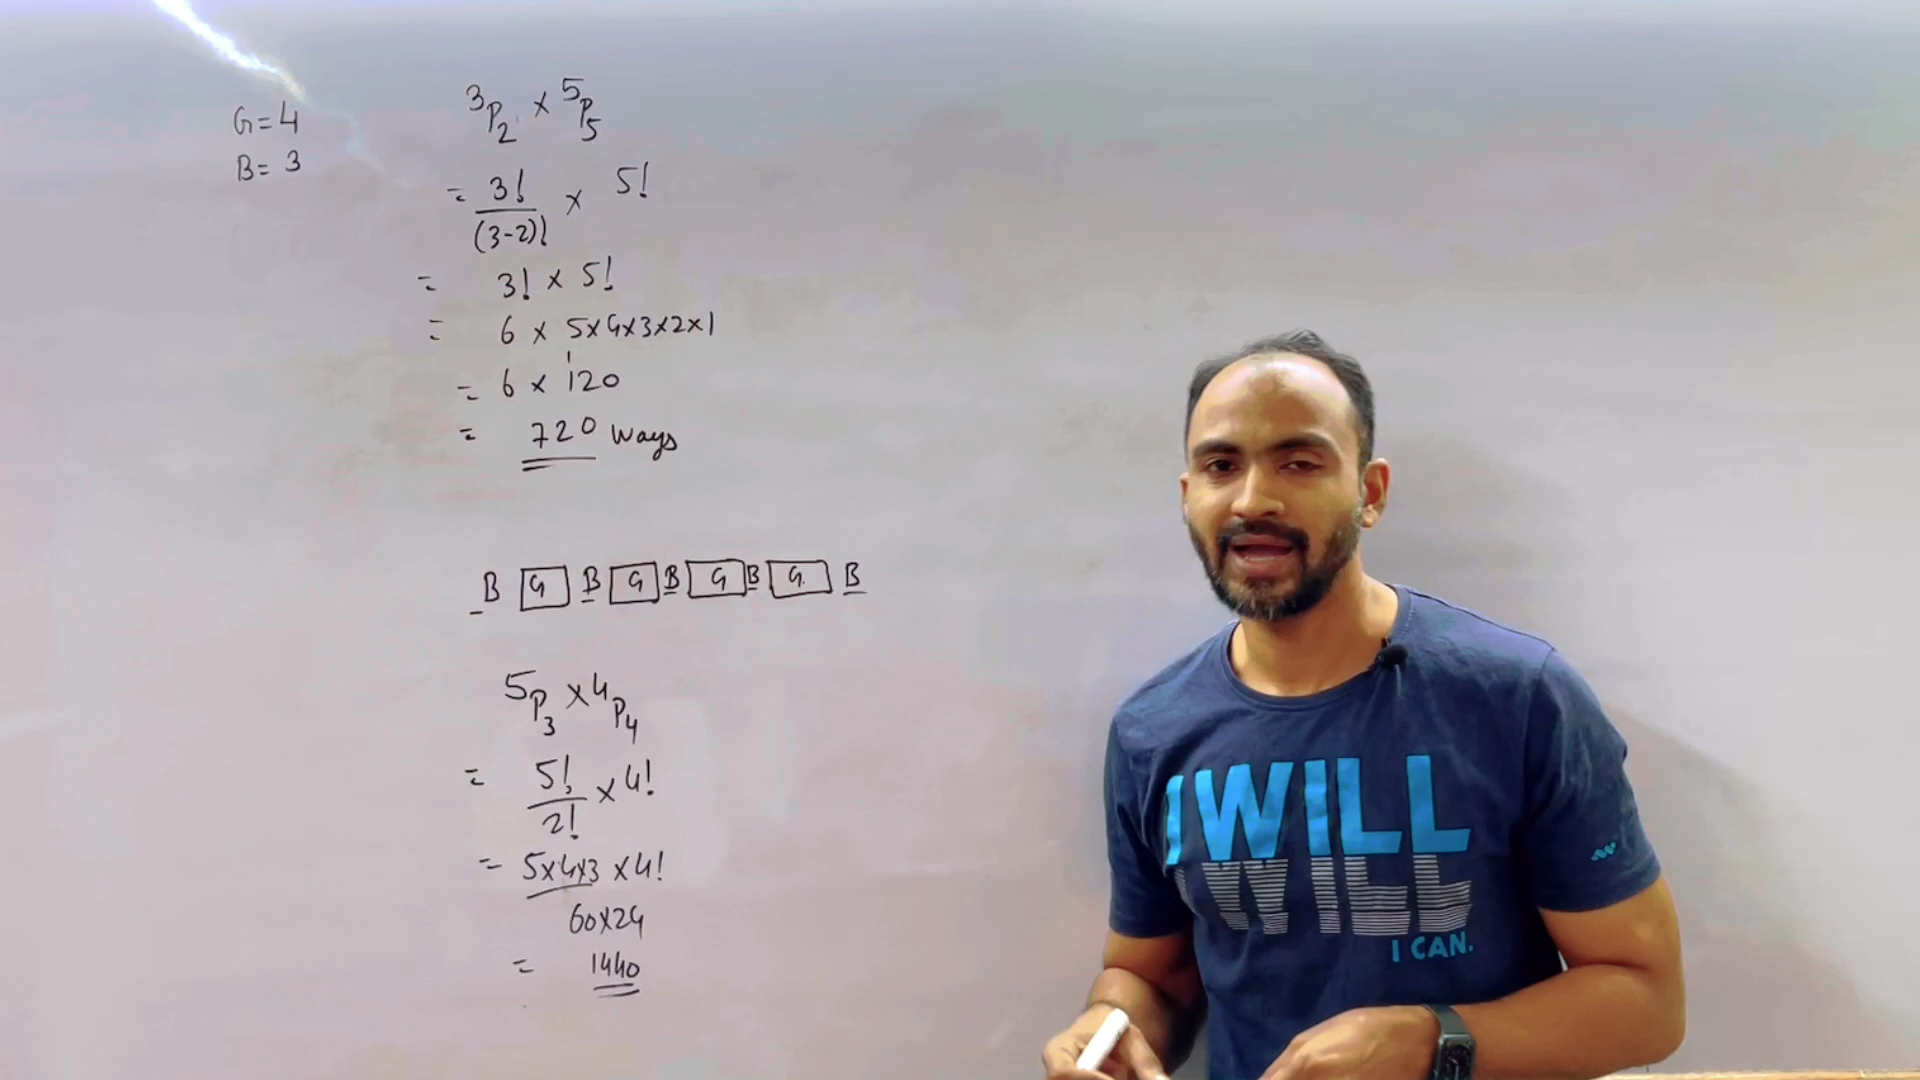 G=4
B=3
³P₂ × ⁵P₅
= 3!/(3-2)! × 5!
= 3! × 5!
= 6 × 5×4×3×2×1
= 6 × 120
= 720 ways
B G B G B G B G B
⁵P₃ × ⁴P₄
= 5!/2! × 4!
= 5×4×3 × 4!
60×24
= 1440
I WILL
WILL
I CAN.